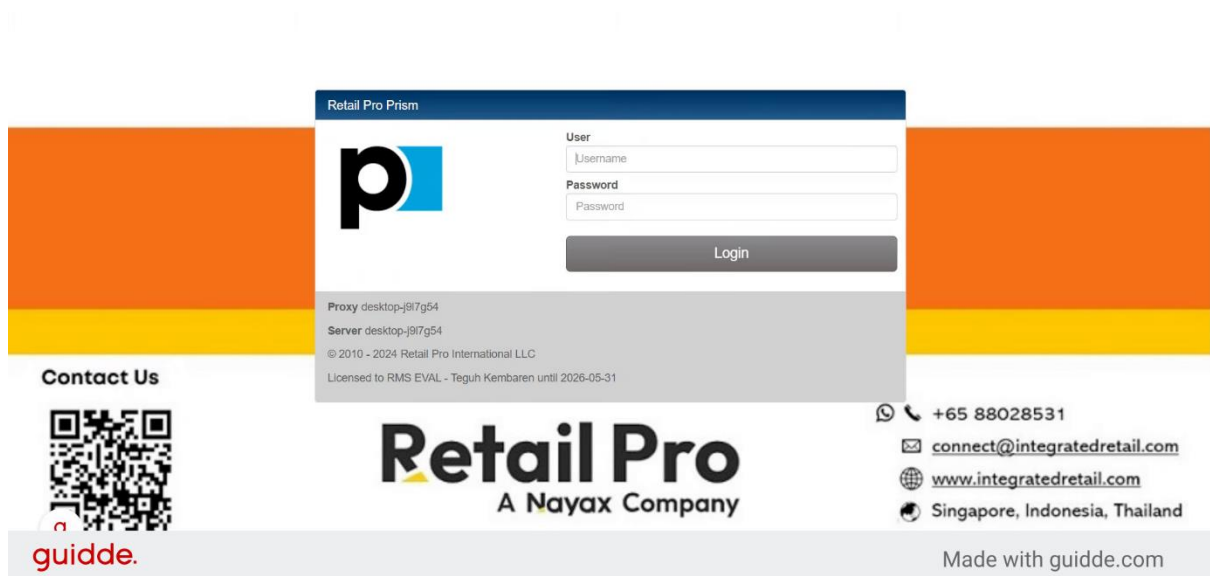 Retail Pro Prism
User
Username
Password
Password
Login
Proxy desktop-j9l7g54
Server desktop-j9l7g54
© 2010 - 2024 Retail Pro International LLC
Licensed to RMS EVAL - Teguh Kembaren until 2026-05-31
Contact Us
Retail Pro
A Nayax Company
+65 88028531
connect@integratedretail.com
www.integratedretail.com
Singapore, Indonesia, Thailand
g
guidde.
Made with guidde.com